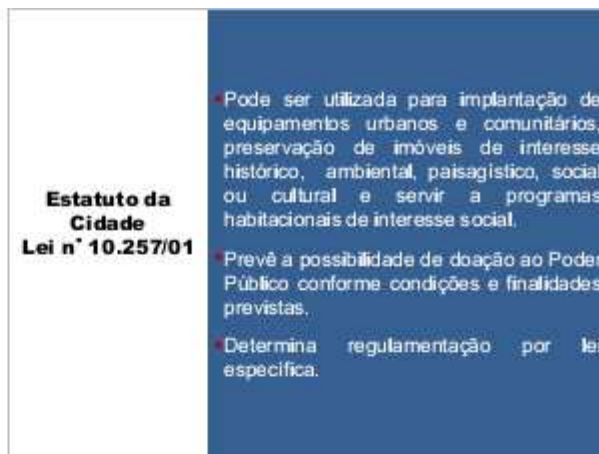 Estatuto da
Cidade
Lei n° 10.257/01
•Pode ser utilizada para implantação de
equipamentos urbanos e comunitários,
preservação de imóveis de interesse
histórico, ambiental, paisagístico, social
ou cultural e servir a programas
habitacionais de interesse social.
•Prevê a possibilidade de doação ao Poder
Público conforme condições e finalidades
previstas.
•Determina regulamentação por lei
específica.